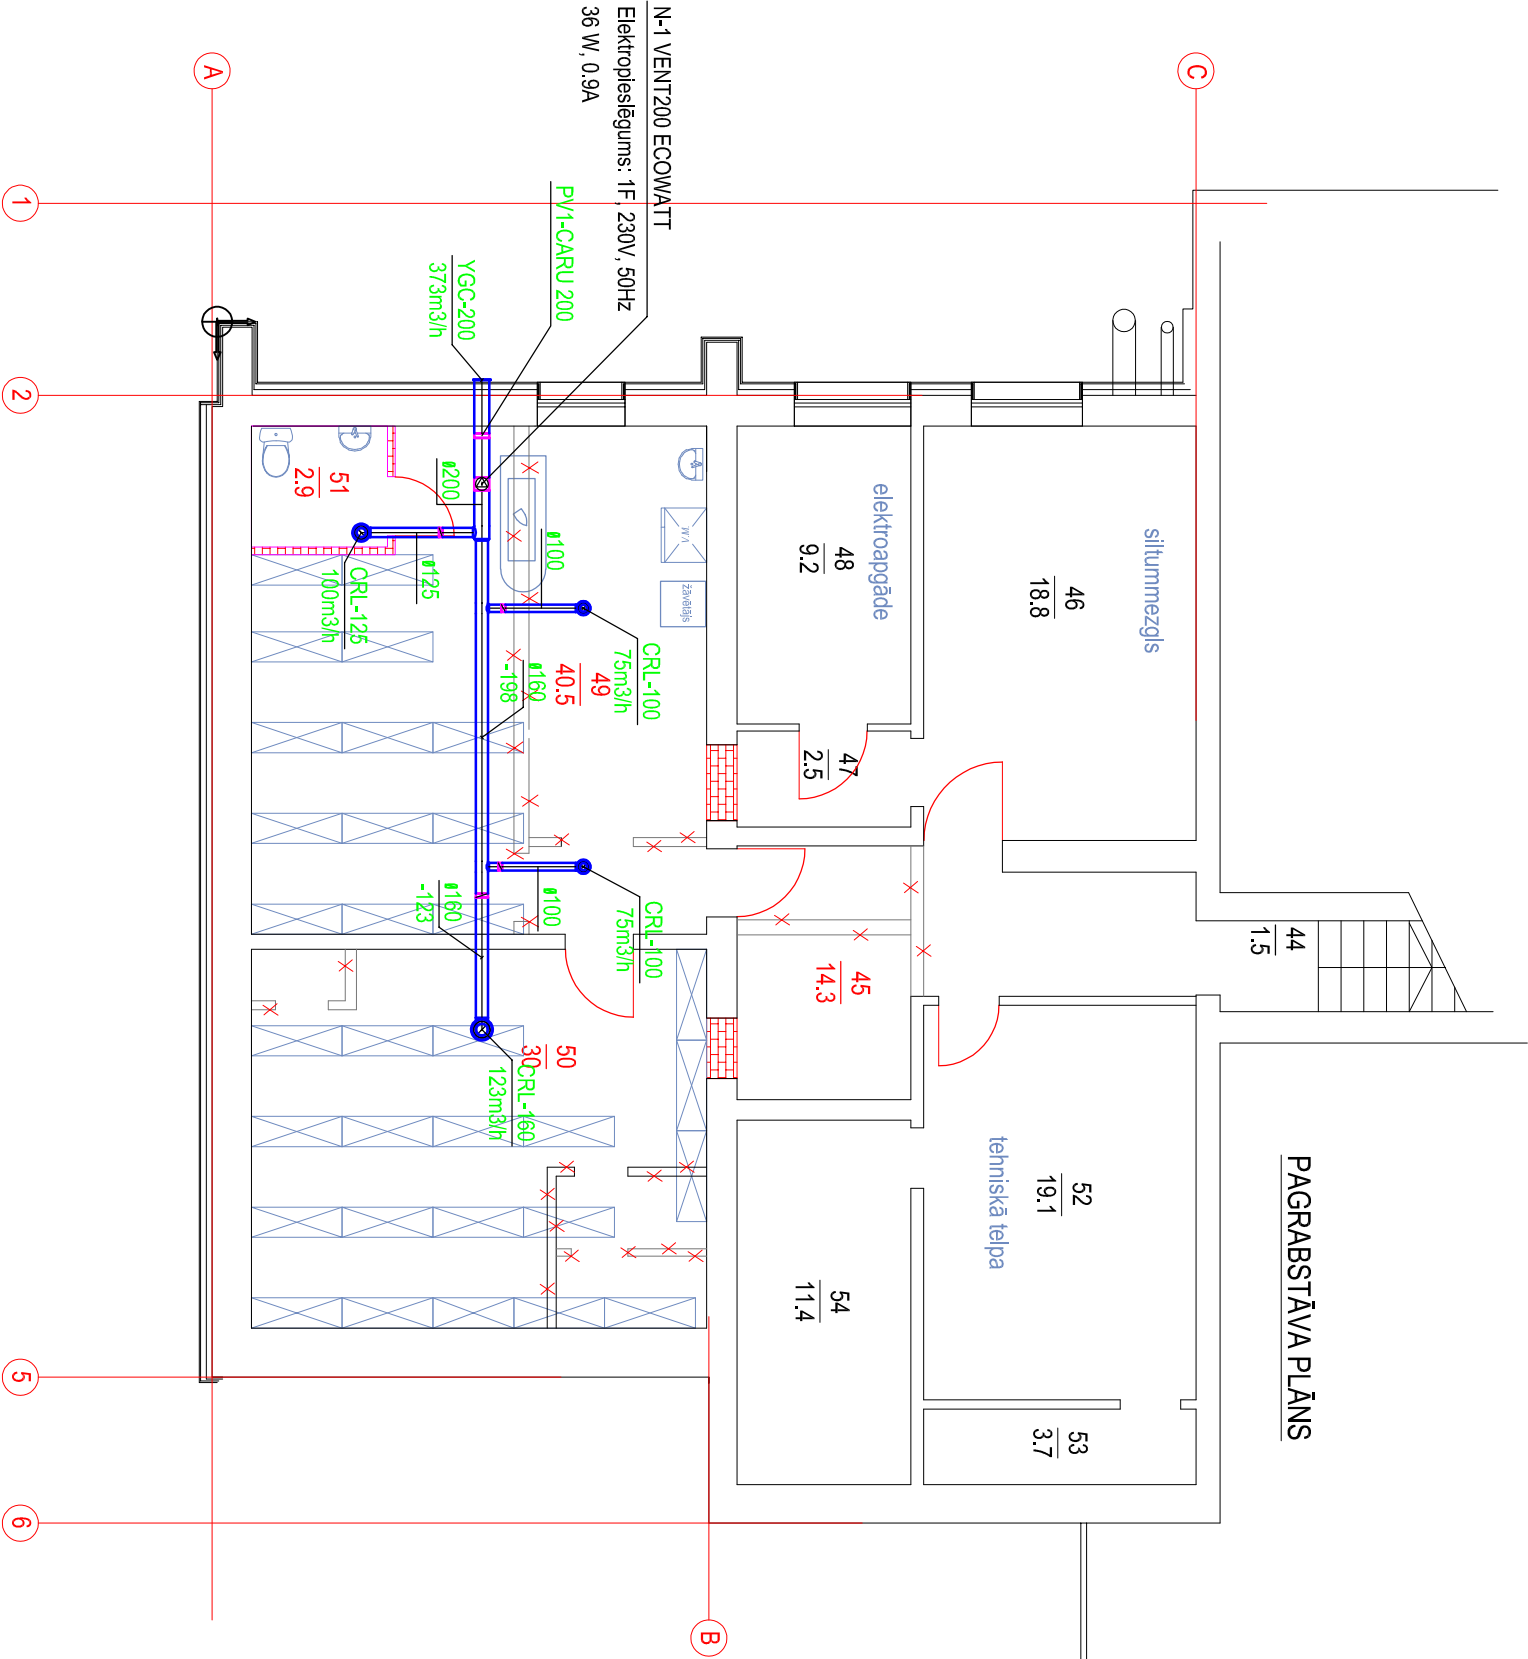 PAGRABSTĀVA PLĀNS
N-1 VENT200 ECOWATT
Elektropieslēgums: 1F, 230V, 50Hz
36 W, 0.9A
PV1-CARU 200
YGC-200
373m3/h
ø200
ø125
CRL-125
100m3/h
ø100
CRL-100
75m3/h
ø160
-198
ø100
CRL-100
75m3/h
ø160
-123
CRL-160
123m3/h
siltummezgls
46
18.8
elektroapgāde
48
9.2
47
2.5
44
1.5
45
14.3
49
40.5
51
2.9
50
30
tehniskā telpa
52
19.1
53
3.7
54
11.4
V.M.
žāvētājs
A
B
C
1
2
5
6